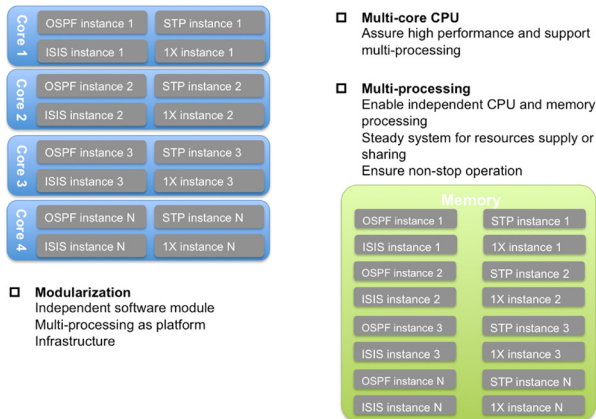 Core 1
OSPF instance 1
STP instance 1
ISIS instance 1
1X instance 1
Core 2
OSPF instance 2
STP instance 2
ISIS instance 2
1X instance 2
Core 3
OSPF instance 3
STP instance 3
ISIS instance 3
1X instance 3
Core 4
OSPF instance N
STP instance N
ISIS instance N
1X instance N
Modularization
Independent software module
Multi-processing as platform
Infrastructure
Multi-core CPU
Assure high performance and support
multi-processing
Multi-processing
Enable independent CPU and memory
processing
Steady system for resources supply or
sharing
Ensure non-stop operation
Memory
OSPF instance 1
STP instance 1
ISIS instance 1
1X instance 1
OSPF instance 2
STP instance 2
ISIS instance 2
1X instance 2
OSPF instance 3
STP instance 3
ISIS instance 3
1X instance 3
OSPF instance N
STP instance N
ISIS instance N
1X instance N